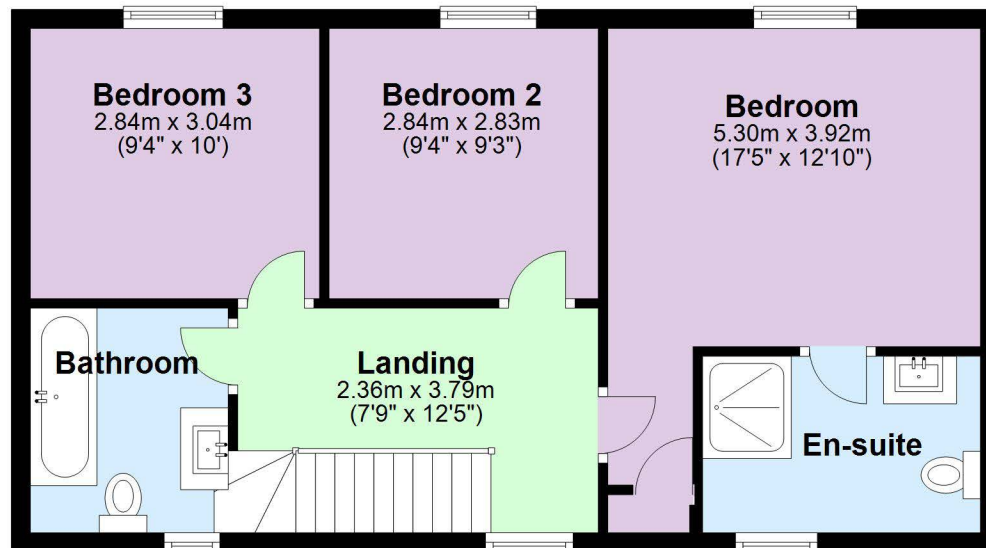 Bedroom 3
2.84m x 3.04m
(9'4" x 10')
Bedroom 2
2.84m x 2.83m
(9'4" x 9'3")
Bedroom
5.30m x 3.92m
(17'5" x 12'10")
Bathroom
Landing
2.36m x 3.79m
(7'9" x 12'5")
En-suite